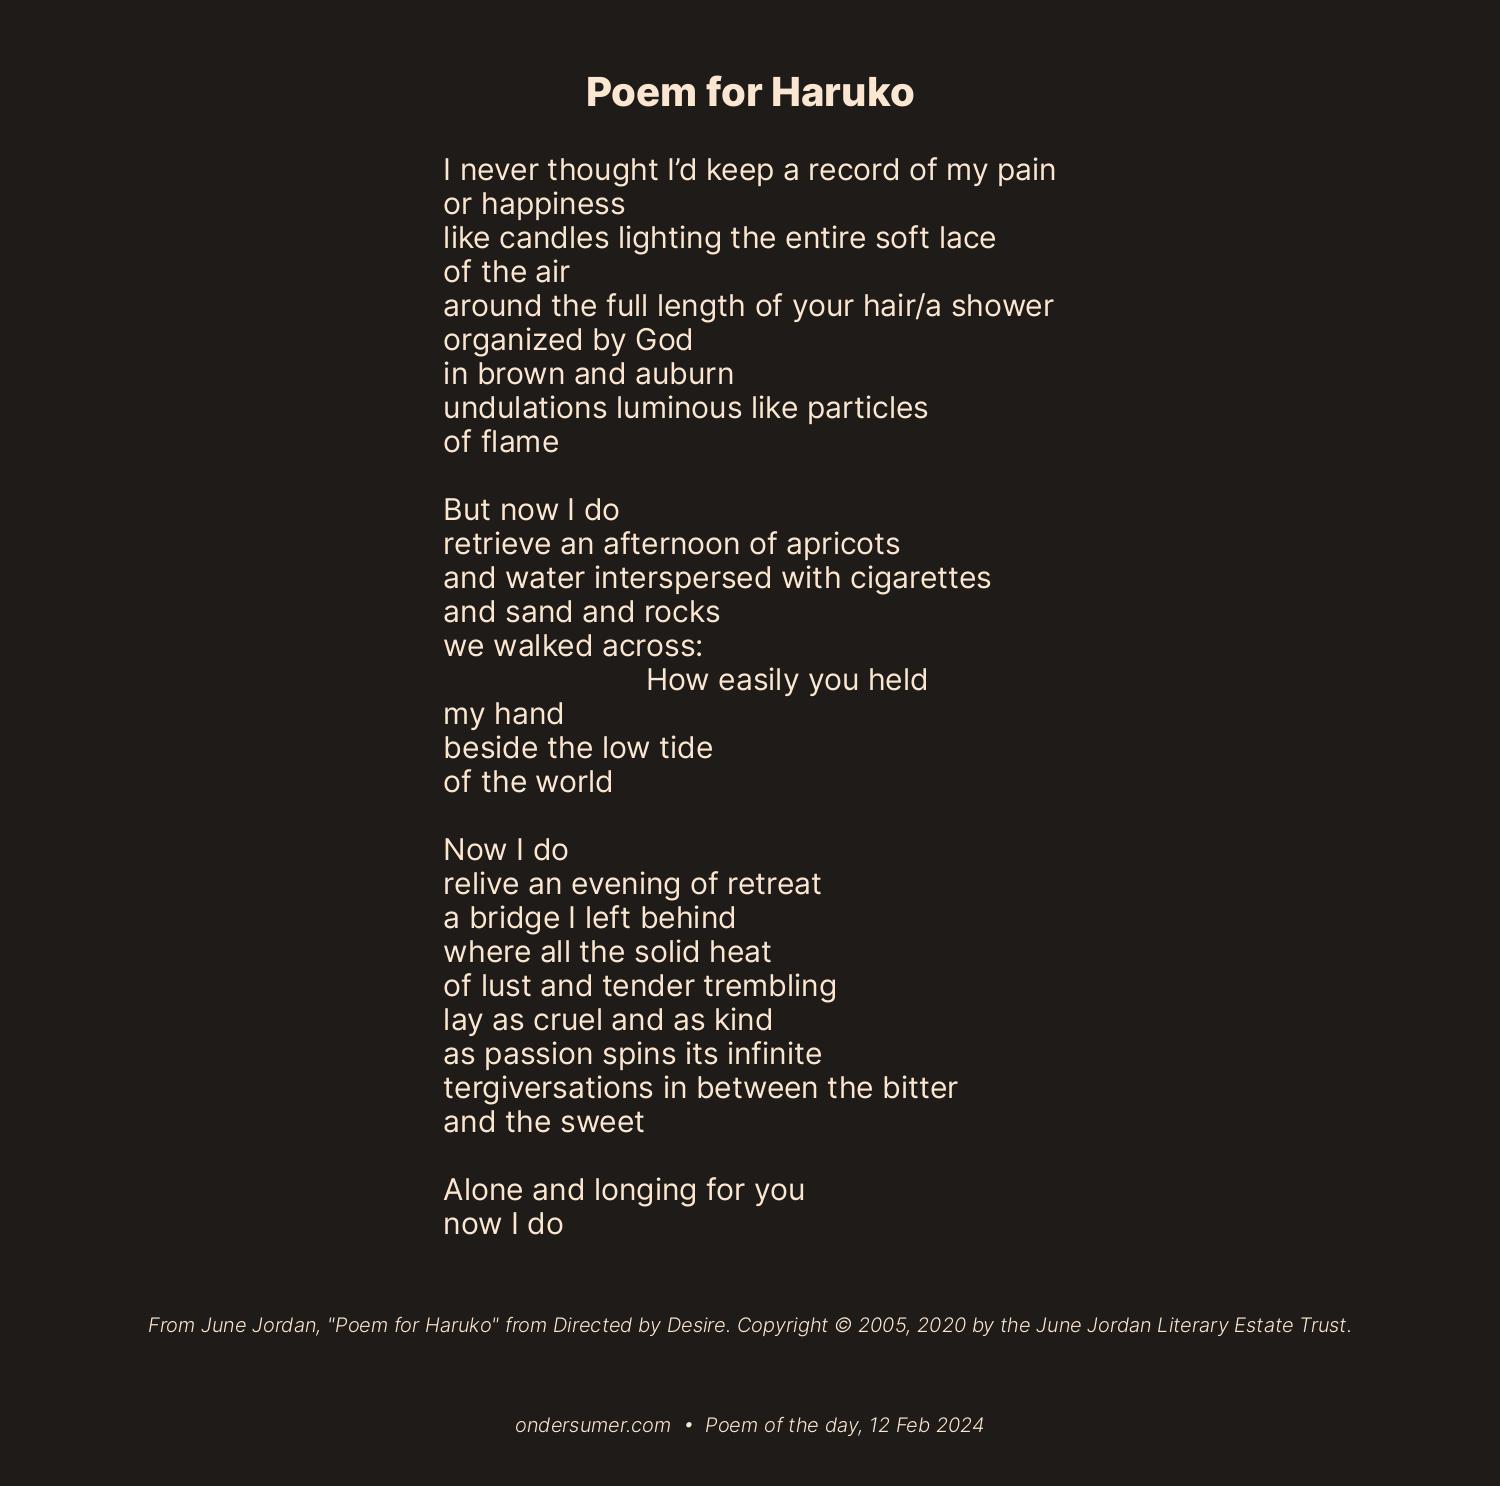 Poem for Haruko
I never thought I’d keep a record of my pain
or happiness
like candles lighting the entire soft lace
of the air
around the full length of your hair/a shower
organized by God
in brown and auburn
undulations luminous like particles
of flame
But now I do
retrieve an afternoon of apricots
and water interspersed with cigarettes
and sand and rocks
we walked across:
How easily you held
my hand
beside the low tide
of the world
Now I do
relive an evening of retreat
a bridge I left behind
where all the solid heat
of lust and tender trembling
lay as cruel and as kind
as passion spins its infinite
tergiversations in between the bitter
and the sweet
Alone and longing for you
now I do
From June Jordan, "Poem for Haruko" from Directed by Desire. Copyright © 2005, 2020 by the June Jordan Literary Estate Trust.
ondersumer.com • Poem of the day, 12 Feb 2024